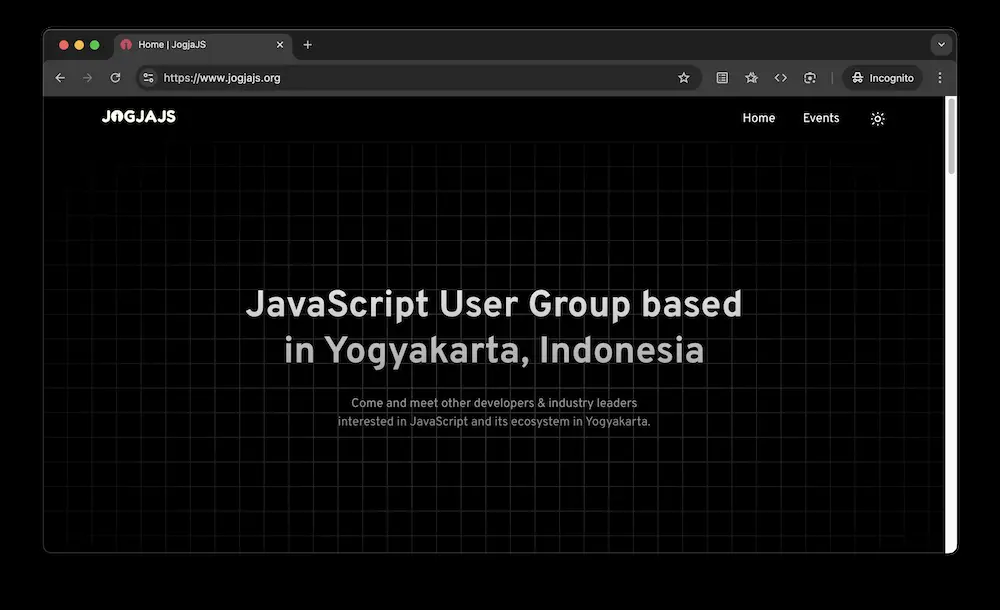 Home | JogjaJS
https://www.jogjajs.org
Incognito
JOGJAJS
Home
Events
JavaScript User Group based
in Yogyakarta, Indonesia
Come and meet other developers & industry leaders
interested in JavaScript and its ecosystem in Yogyakarta.